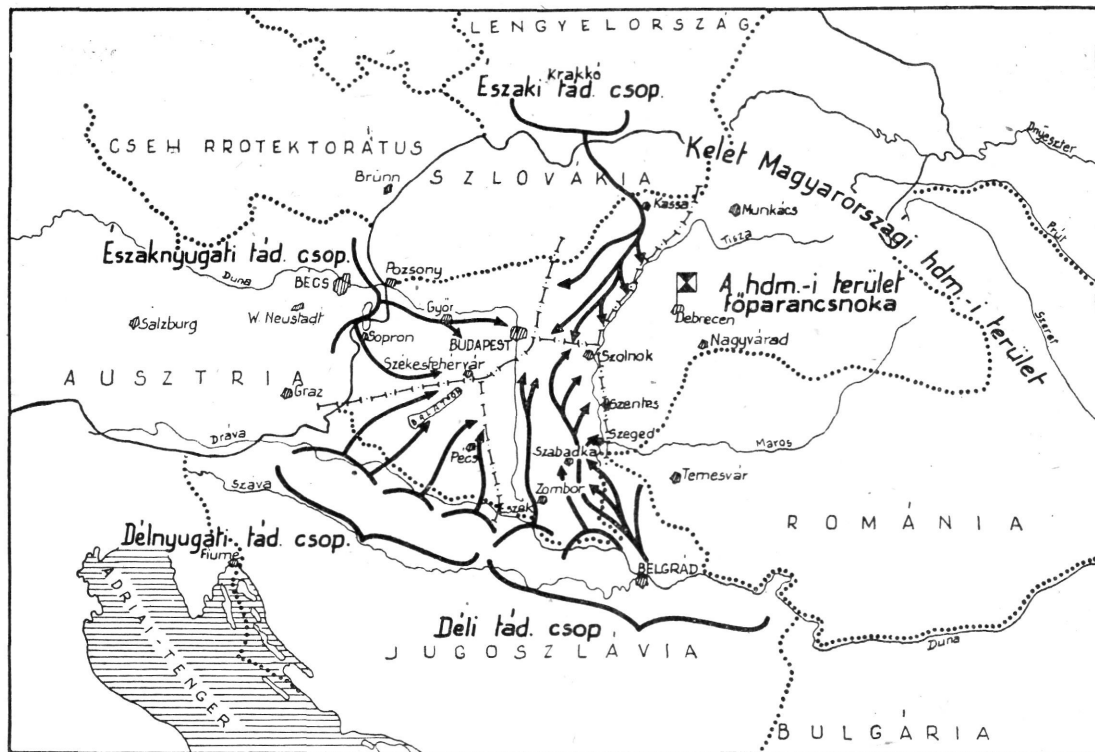 LENGYELORSZÁG
Krakkó
Északi tád. csop.
CSEH RROTEKTORÁTUS
Brünn
SZLOVÁKIA
Kassa
Munkács
Tisza
Dnyeszter
Prút
Szeret
Kelet Magyarországi hdm.-i terület
Északnyugati tád. csop.
Duna
BÉCS
Pozsony
A hdm.-i terület
főparancsnoka
Debrecen
Salzburg
W. Neustadt
Győr
Sopron
BUDAPEST
Szolnok
Nagyvárad
AUSZTRIA
Székesfehérvár
Graz
BALATON
Szentes
Dráva
Pécs
Szeged
Maros
Szabadka
Temesvár
Száva
Zombor
Eszék
ROMÁNIA
Délnyugati tád. csop.
Fiume
BELGRÁD
ADRIAI-TENGER
Déli tád. csop
JUGOSZLÁVIA
Duna
BULGÁRIA